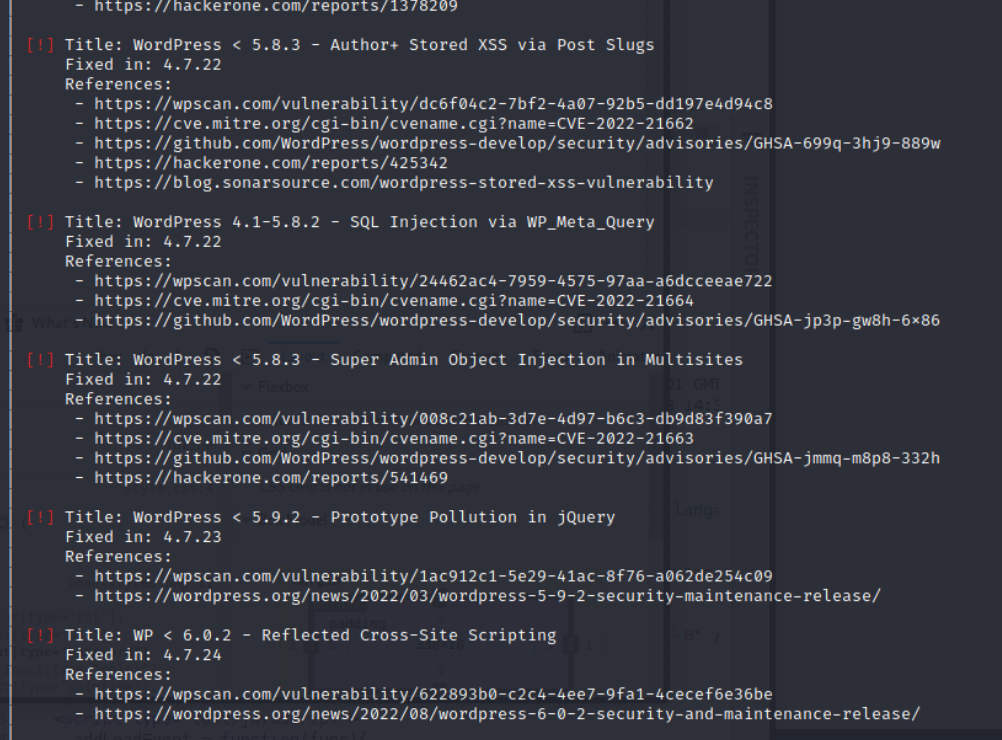 - https://hackerone.com/reports/1378209
[!] Title: WordPress < 5.8.3 - Author+ Stored XSS via Post Slugs
Fixed in: 4.7.22
References:
- https://wpscan.com/vulnerability/dc6f04c2-7bf2-4a07-92b5-dd197e4d94c8
- https://cve.mitre.org/cgi-bin/cvename.cgi?name=CVE-2022-21662
- https://github.com/WordPress/wordpress-develop/security/advisories/GHSA-699q-3hj9-889w
- https://hackerone.com/reports/425342
- https://blog.sonarsource.com/wordpress-stored-xss-vulnerability
[!] Title: WordPress 4.1-5.8.2 - SQL Injection via WP_Meta_Query
Fixed in: 4.7.22
References:
- https://wpscan.com/vulnerability/24462ac4-7959-4575-97aa-a6dcceeae722
- https://cve.mitre.org/cgi-bin/cvename.cgi?name=CVE-2022-21664
- https://github.com/WordPress/wordpress-develop/security/advisories/GHSA-jp3p-gw8h-6×86
[!] Title: WordPress < 5.8.3 - Super Admin Object Injection in Multisites
Fixed in: 4.7.22
References:
- https://wpscan.com/vulnerability/008c21ab-3d7e-4d97-b6c3-db9d83f390a7
- https://cve.mitre.org/cgi-bin/cvename.cgi?name=CVE-2022-21663
- https://github.com/WordPress/wordpress-develop/security/advisories/GHSA-jmmq-m8p8-332h
- https://hackerone.com/reports/541469
[!] Title: WordPress < 5.9.2 - Prototype Pollution in jQuery
Fixed in: 4.7.23
References:
- https://wpscan.com/vulnerability/1ac912c1-5e29-41ac-8f76-a062de254c09
- https://wordpress.org/news/2022/03/wordpress-5-9-2-security-maintenance-release/
[!] Title: WP < 6.0.2 - Reflected Cross-Site Scripting
Fixed in: 4.7.24
References:
- https://wpscan.com/vulnerability/622893b0-c2c4-4ee7-9fa1-4cecef6e36be
- https://wordpress.org/news/2022/08/wordpress-6-0-2-security-and-maintenance-release/
INSPECTOR
Flexbox